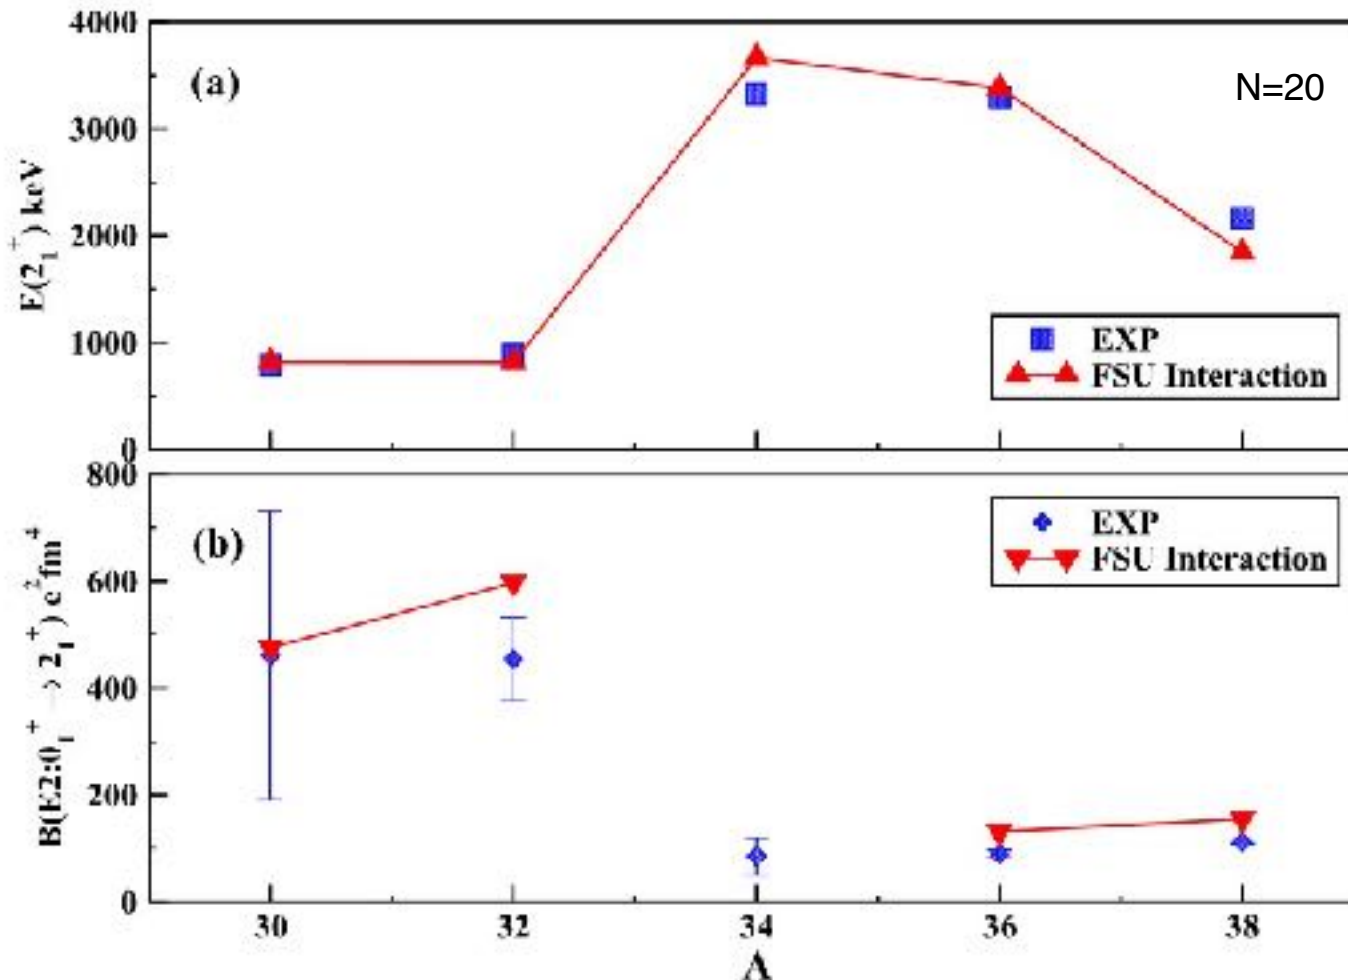 4000
(a)
N=20
3000
E(2₁⁺) keV
2000
EXP
1000
FSU Interaction
0
800
EXP
(b)
FSU Interaction
600
B(E2:0₁⁺ → 2₁⁺) e²fm⁴
400
200
0
30 32 34 36 38
A